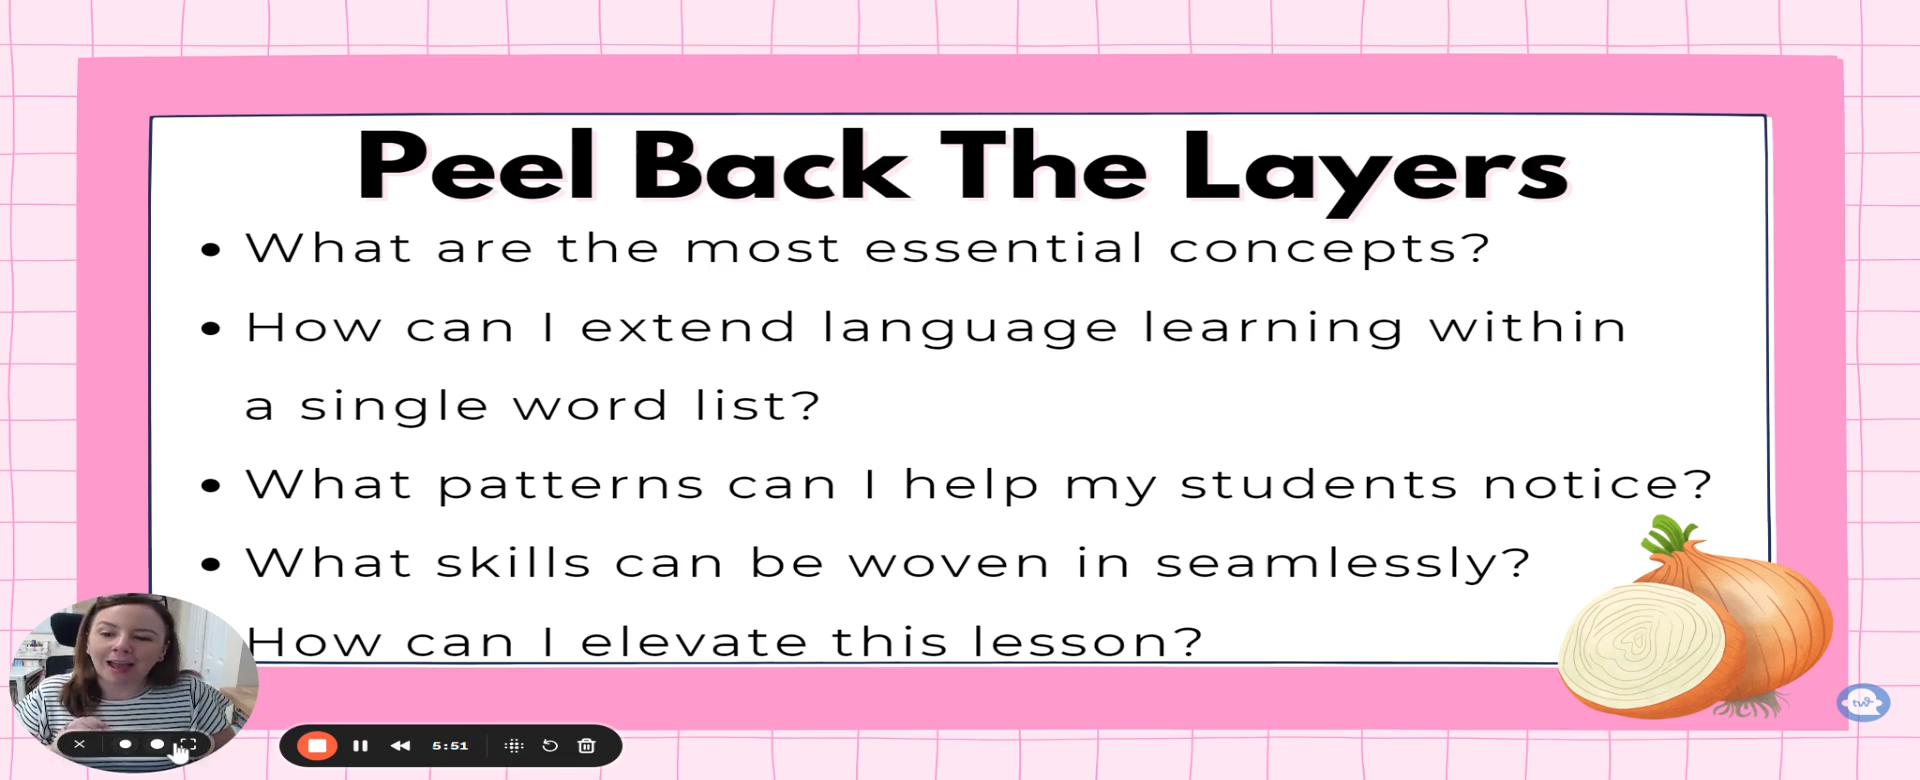 Peel Back The Layers
• What are the most essential concepts?
• How can I extend language learning within
a single word list?
• What patterns can I help my students notice?
• What skills can be woven in seamlessly?
How can I elevate this lesson?
5:51
tw